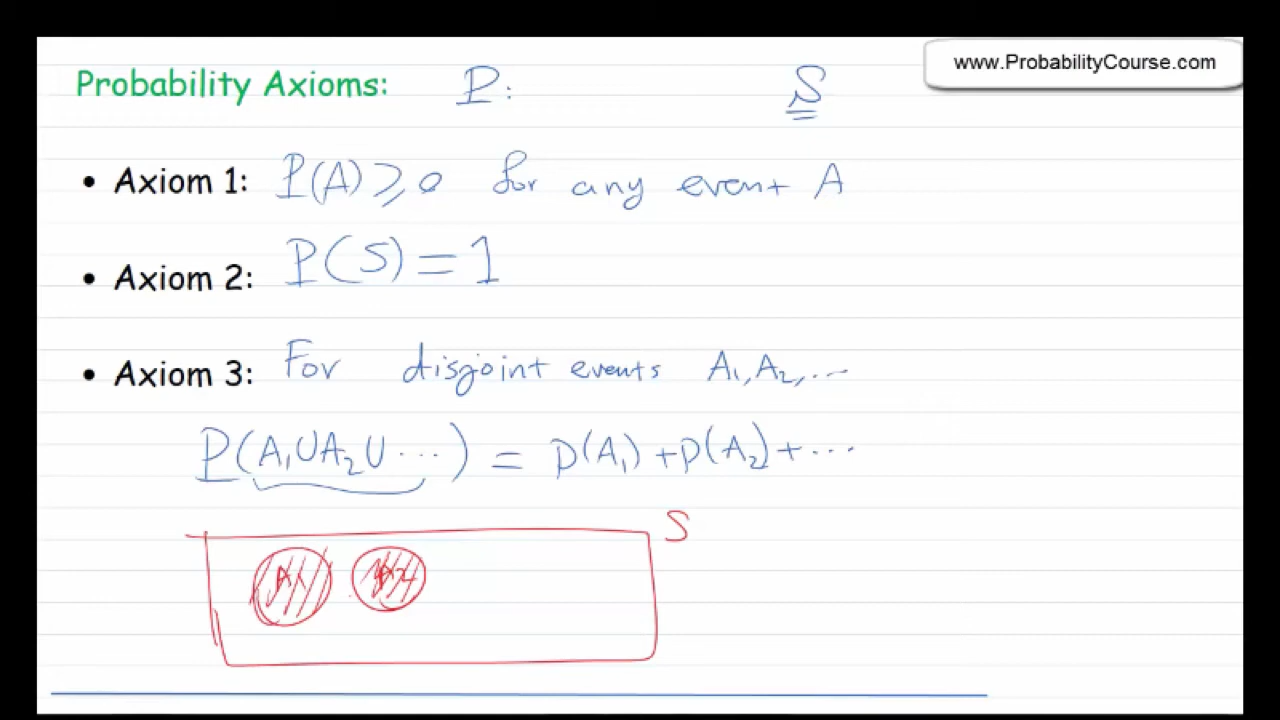 www.ProbabilityCourse.com
Probability Axioms: P: S
• Axiom 1: P(A) ≥ 0 for any event A
• Axiom 2: P(S) = 1
• Axiom 3: For disjoint events A₁, A₂, ...
P(A₁∪A₂∪ ...) = P(A₁) + P(A₂) + ...
S
A1 A2